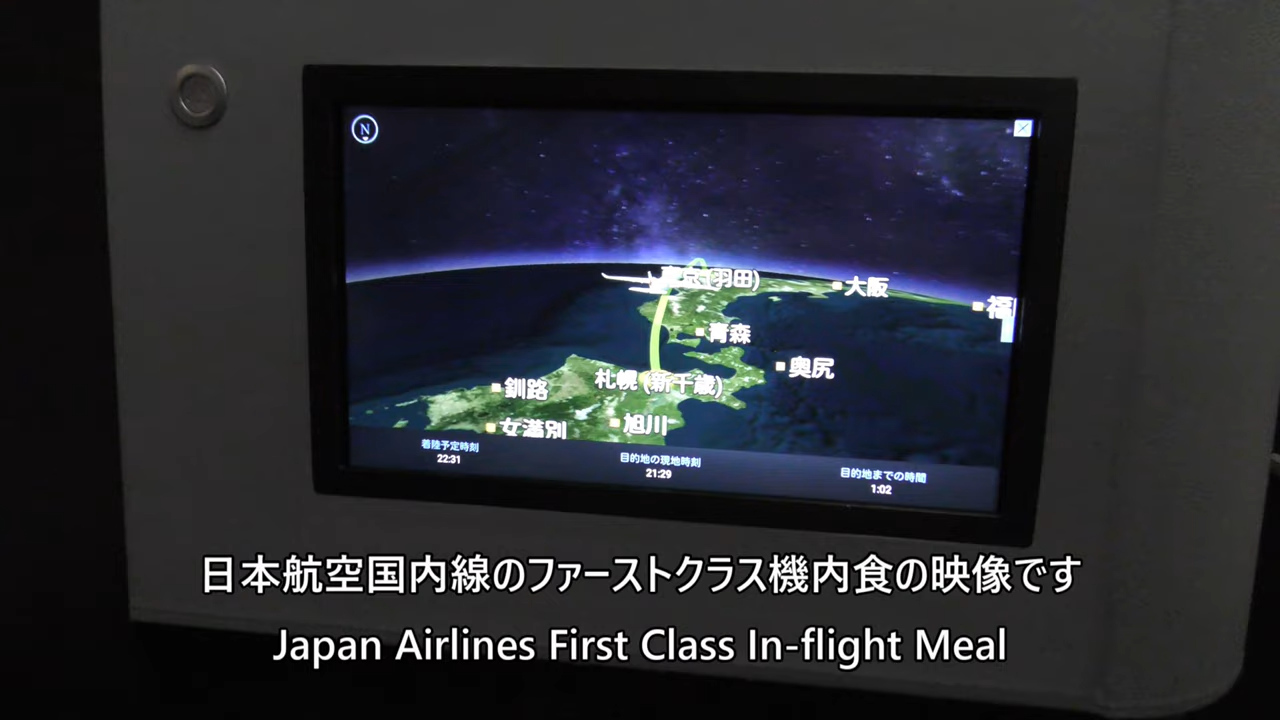 N
東京(羽田)
大阪
福
青森
奥尻
札幌(新千歳)
釧路
旭川
女満別
着陸予定時刻
22:31
目的地の現地時刻
21:29
目的地までの時間
1:02
日本航空国内線のファーストクラス機内食の映像です
Japan Airlines First Class In-flight Meal